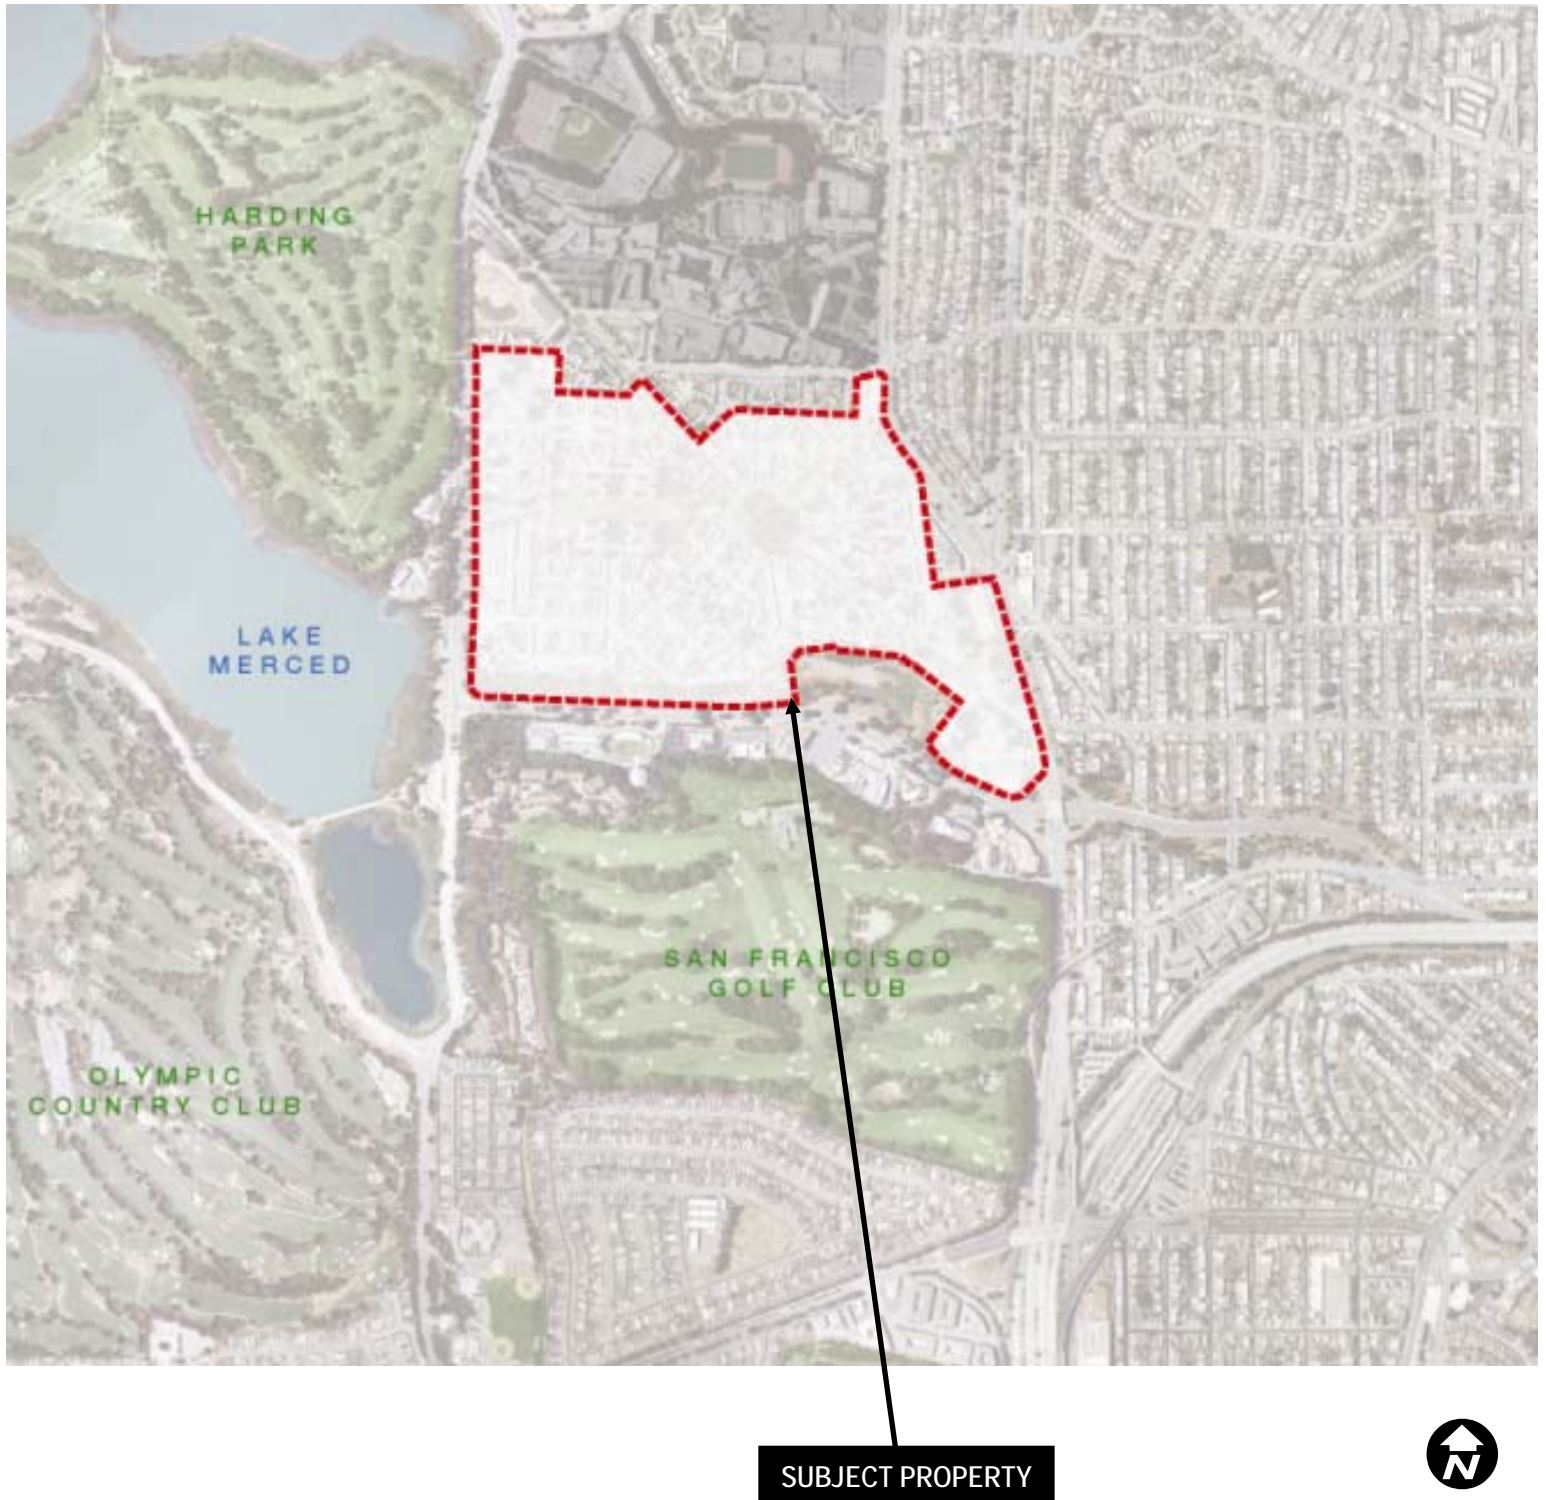 HARDING
PARK
LAKE
MERCED
SAN FRANCISCO
GOLF CLUB
OLYMPIC
COUNTRY CLUB
SUBJECT PROPERTY
N